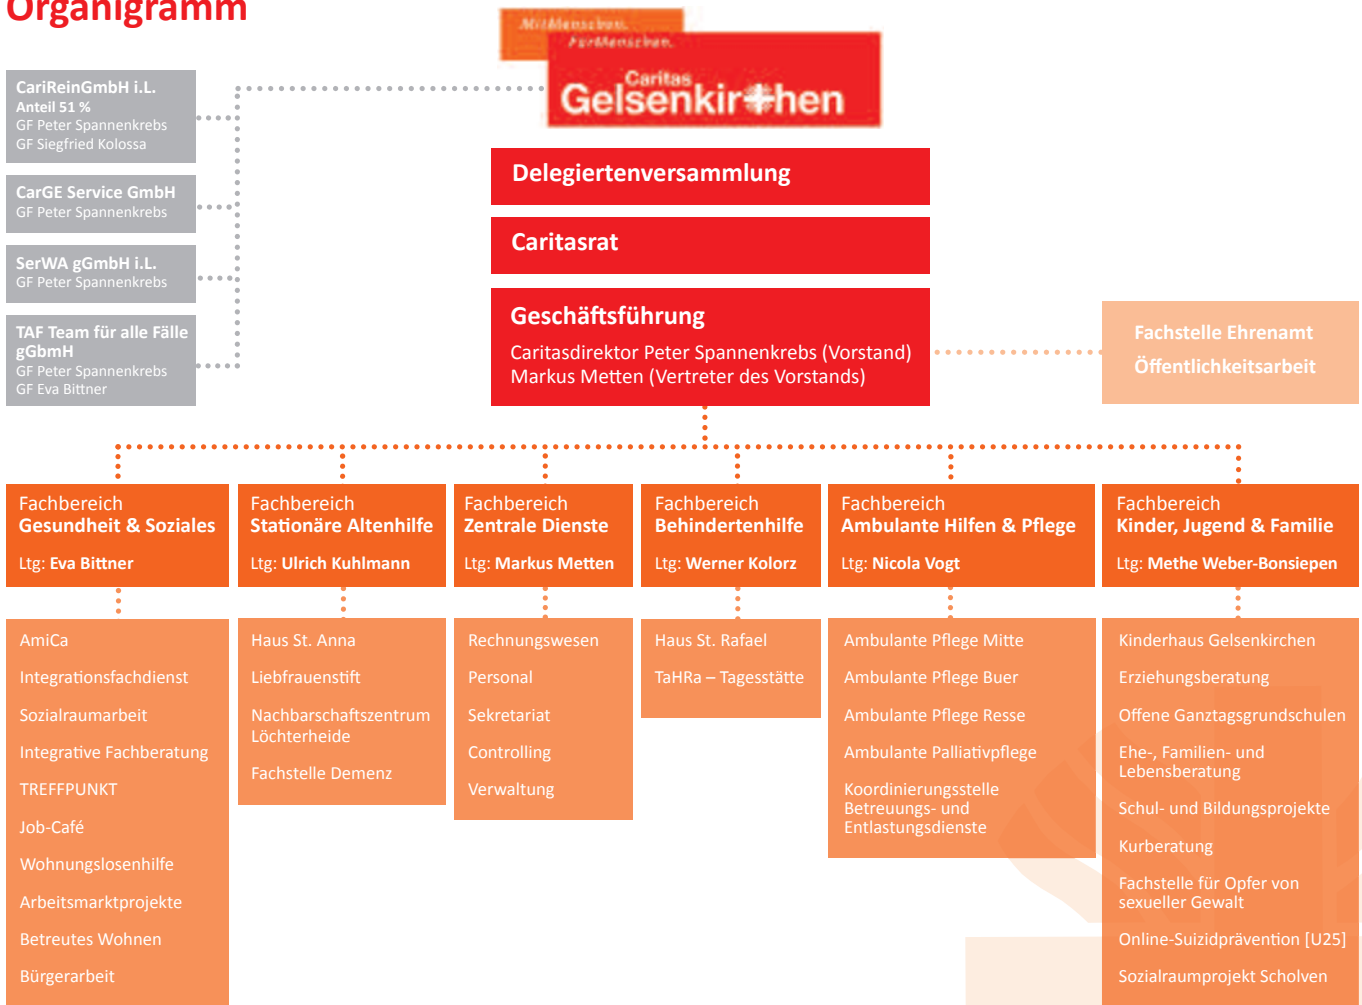 Organigramm
MitMenschen.
FürMenschen.
Caritas
Gelsenkirchen
CariReinGmbH i.L.
Anteil 51 %
GF Peter Spannenkrebs
GF Siegfried Kolossa
CarGE Service GmbH
GF Peter Spannenkrebs
SerWA gGmbH i.L.
GF Peter Spannenkrebs
TAF Team für alle Fälle
gGbmH
GF Peter Spannenkrebs
GF Eva Bittner
Delegiertenversammlung
Caritasrat
Geschäftsführung
Caritasdirektor Peter Spannenkrebs (Vorstand)
Markus Metten (Vertreter des Vorstands)
Fachstelle Ehrenamt
Öffentlichkeitsarbeit
Fachbereich
Gesundheit & Soziales
Ltg: Eva Bittner
AmiCa
Integrationsfachdienst
Sozialraumarbeit
Integrative Fachberatung
TREFFPUNKT
Job-Café
Wohnungslosenhilfe
Arbeitsmarktprojekte
Betreutes Wohnen
Bürgerarbeit
Fachbereich
Stationäre Altenhilfe
Ltg: Ulrich Kuhlmann
Haus St. Anna
Liebfrauenstift
Nachbarschaftszentrum
Löchterheide
Fachstelle Demenz
Fachbereich
Zentrale Dienste
Ltg: Markus Metten
Rechnungswesen
Personal
Sekretariat
Controlling
Verwaltung
Fachbereich
Behindertenhilfe
Ltg: Werner Kolorz
Haus St. Rafael
TaHRa – Tagesstätte
Fachbereich
Ambulante Hilfen & Pflege
Ltg: Nicola Vogt
Ambulante Pflege Mitte
Ambulante Pflege Buer
Ambulante Pflege Resse
Ambulante Palliativpflege
Koordinierungsstelle
Betreuungs- und
Entlastungsdienste
Fachbereich
Kinder, Jugend & Familie
Ltg: Methe Weber-Bonsiepen
Kinderhaus Gelsenkirchen
Erziehungsberatung
Offene Ganztagsgrundschulen
Ehe-, Familien- und
Lebensberatung
Schul- und Bildungsprojekte
Kurberatung
Fachstelle für Opfer von
sexueller Gewalt
Online-Suizidprävention [U25]
Sozialraumprojekt Scholven